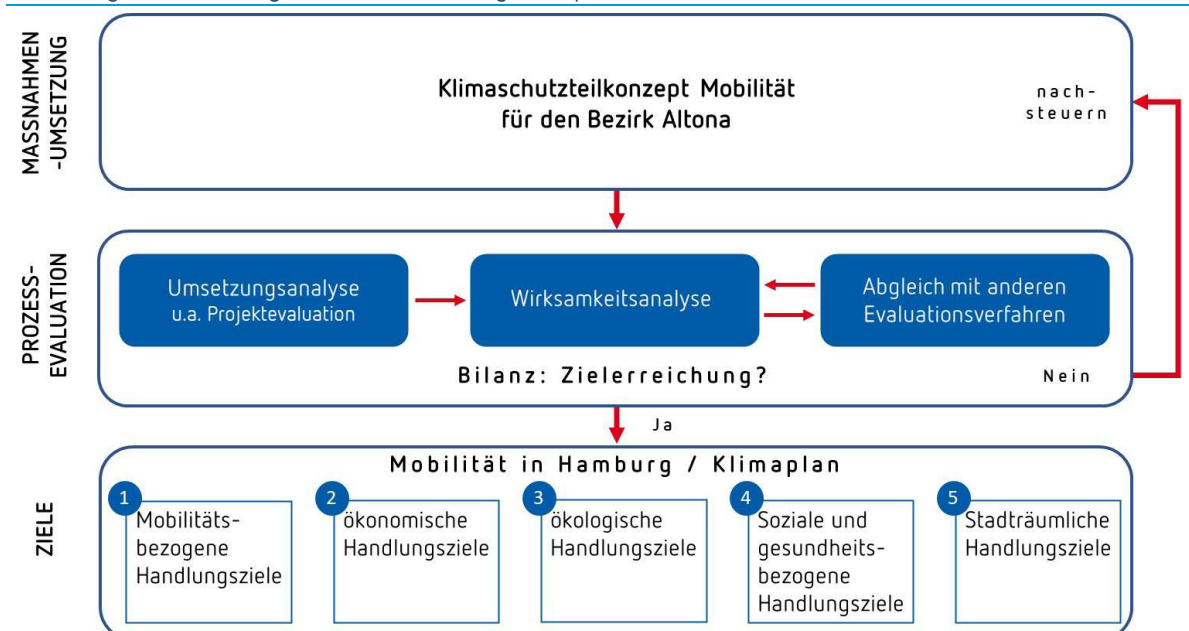 MASSNAHMEN
-UMSETZUNG
Klimaschutzteilkonzept Mobilität
für den Bezirk Altona
nach-
steuern
PROZESS-
EVALUATION
Umsetzungsanalyse
u.a. Projektevaluation
Wirksamkeitsanalyse
Abgleich mit anderen
Evaluationsverfahren
Bilanz: Zielerreichung?
Nein
Ja
ZIELE
Mobilität in Hamburg / Klimaplan
1
Mobilitäts-
bezogene
Handlungsziele
2
ökonomische
Handlungsziele
3
ökologische
Handlungsziele
4
Soziale und
gesundheits-
bezogene
Handlungsziele
5
Stadträumliche
Handlungsziele